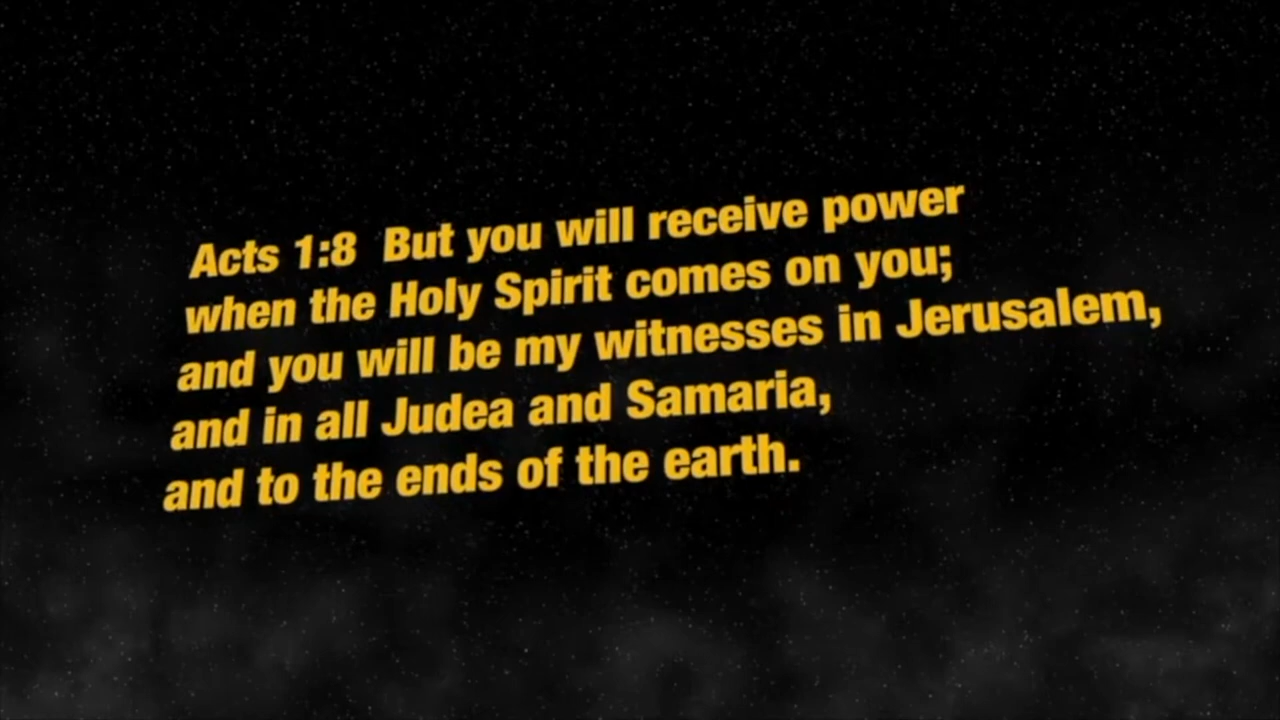 Acts 1:8  But you will receive power
when the Holy Spirit comes on you;
and you will be my witnesses in Jerusalem,
and in all Judea and Samaria,
and to the ends of the earth.